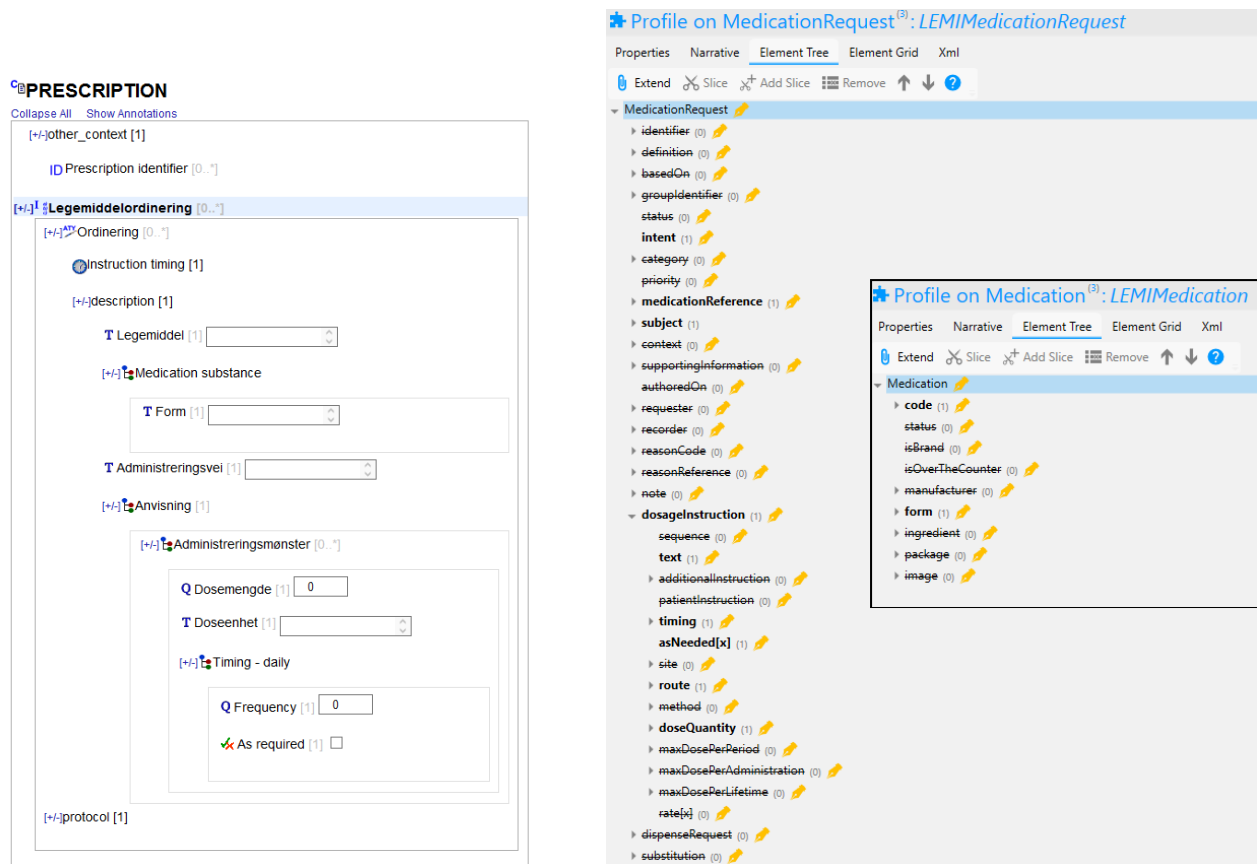 PRESCRIPTION
Collapse All Show Annotations
[+/-]other_context [1]
ID Prescription identifier [0..*]
[+/-] Legemiddelordinering [0..*]
[+/-] Ordinering [0..*]
Instruction timing [1]
[+/-]description [1]
T Legemiddel [1]
[+/-] Medication substance
T Form [1]
T Administreringsvei [1]
[+/-] Anvisning [1]
[+/-] Administreringsmønster [0..*]
Q Dosemengde [1] 0
T Doseenhet [1]
[+/-] Timing - daily
Q Frequency [1] 0
As required [1]
[+/-]protocol [1]
Profile on MedicationRequest (3) : LEMIMedicationRequest
Properties Narrative Element Tree Element Grid Xml
Extend Slice Add Slice Remove
MedicationRequest
identifier (0)
definition (0)
basedOn (0)
groupIdentifier (0)
status (0)
intent (1)
category (0)
priority (0)
medicationReference (1)
subject (1)
context (0)
supportingInformation (0)
authoredOn (0)
requester (0)
recorder (0)
reasonCode (0)
reasonReference (0)
note (0)
dosageInstruction (1)
sequence (0)
text (1)
additionalInstruction (0)
patientInstruction (0)
timing (1)
asNeeded[x] (1)
site (0)
route (1)
method (0)
doseQuantity (1)
maxDosePerPeriod (0)
maxDosePerAdministration (0)
maxDosePerLifetime (0)
rate[x] (0)
dispenseRequest (0)
substitution (0)
Profile on Medication (3) : LEMIMedication
Properties Narrative Element Tree Element Grid Xml
Extend Slice Add Slice Remove
Medication
code (1)
status (0)
isBrand (0)
isOverTheCounter (0)
manufacturer (0)
form (1)
ingredient (0)
package (0)
image (0)